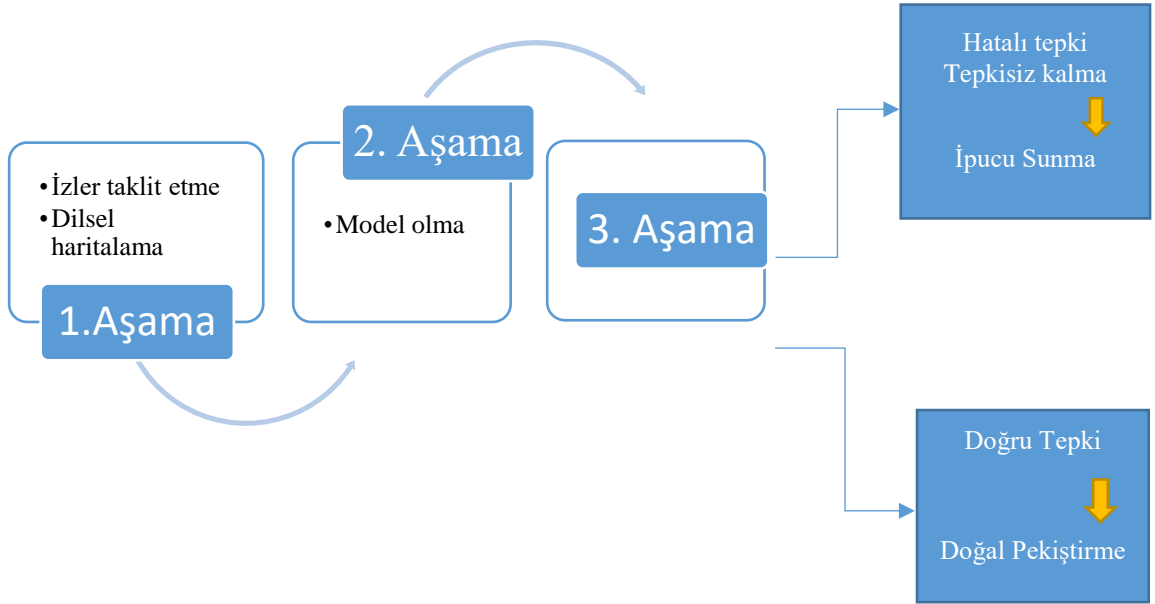 •İzler taklit etme
•Dilsel
haritalama
1.Aşama
2. Aşama
•Model olma
3. Aşama
Hatalı tepki
Tepkisiz kalma
İpucu Sunma
Doğru Tepki
Doğal Pekiştirme